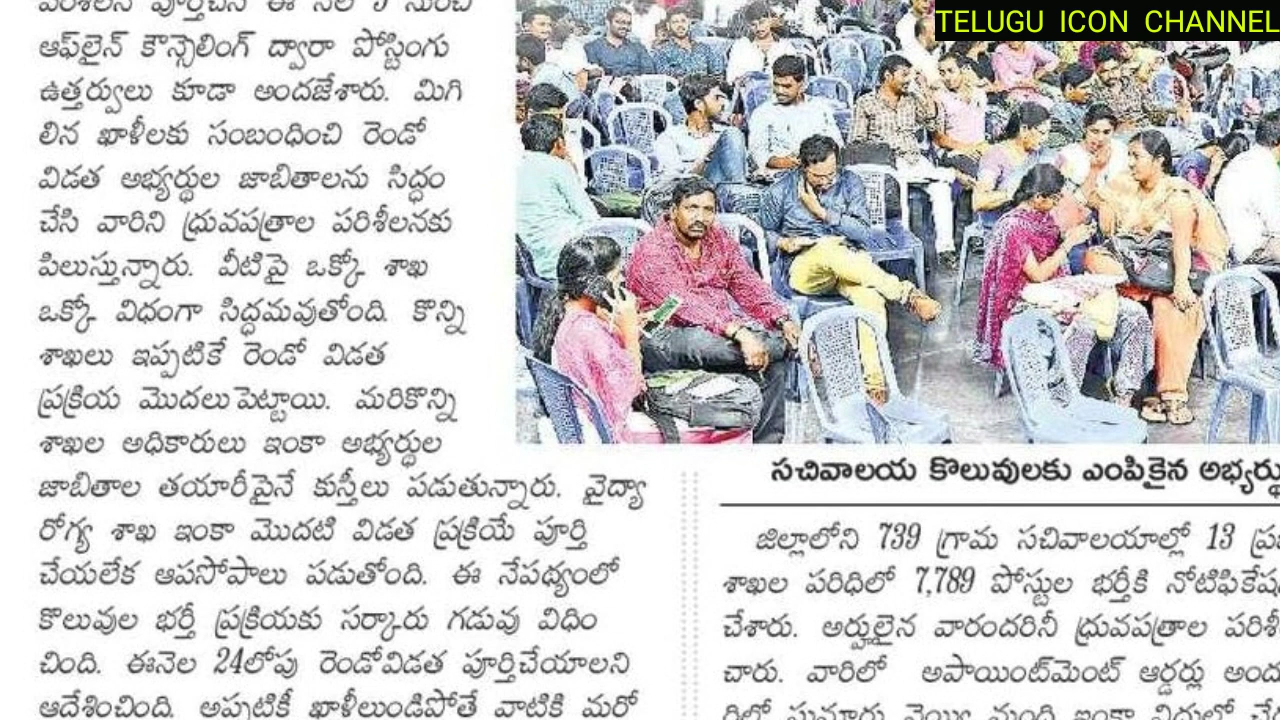 TELUGU ICON CHANNEL
ఆఫ్‌లైన్ కౌన్సెలింగ్ ద్వారా పోస్టింగు
ఉత్తర్వులు కూడా అందజేశారు. మిగి
లిన ఖాళీలకు సంబంధించి రెండో
విడత అభ్యర్థుల జాబితాలను సిద్ధం
చేసి వారిని ధ్రువపత్రాల పరిశీలనకు
పిలుస్తున్నారు. వీటిపై ఒక్కో శాఖ
ఒక్కో విధంగా సిద్ధమవుతోంది. కొన్ని
శాఖలు ఇప్పటికే రెండో విడత
ప్రక్రియ మొదలుపెట్టాయి. మరికొన్ని
శాఖల అధికారులు ఇంకా అభ్యర్థుల
జాబితాల తయారీపైనే కుస్తీలు పడుతున్నారు. వైద్యా
రోగ్య శాఖ ఇంకా మొదటి విడత ప్రక్రియే పూర్తి
చేయలేక ఆపసోపాలు పడుతోంది. ఈ నేపథ్యంలో
కొలువుల భర్తీ ప్రక్రియకు సర్కారు గడువు విధిం
చింది. ఈనెల 24లోపు రెండోవిడత పూర్తిచేయాలని
ఆదేశించింది. అప్పటికీ ఖాళీలుండిపోతే వాటికి మరో
సచివాలయ కొలువులకు ఎంపికైన అభ్యర్థు
జిల్లాలోని 739 గ్రామ సచివాలయాల్లో 13
శాఖల పరిధిలో 7,789 పోస్టుల భర్తీకి నోటిఫికేష
చేశారు. అర్హులైన వారందరినీ ధ్రువపత్రాల పరిశీ
చారు. వారిలో అపాయింట్‌మెంట్ ఆర్డర్లు అందు